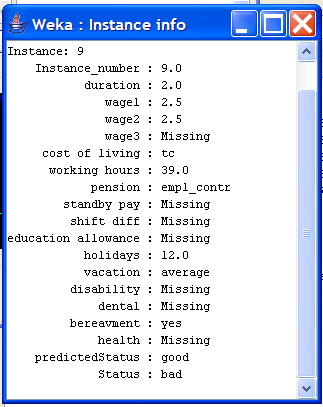 Weka : Instance info
Instance: 9
Instance_number : 9.0
duration : 2.0
wage1 : 2.5
wage2 : 2.5
wage3 : Missing
cost of living : tc
working hours : 39.0
pension : empl_contr
standby pay : Missing
shift diff : Missing
education allowance : Missing
holidays : 12.0
vacation : average
disability : Missing
dental : Missing
bereavment : yes
health : Missing
predictedStatus : good
Status : bad